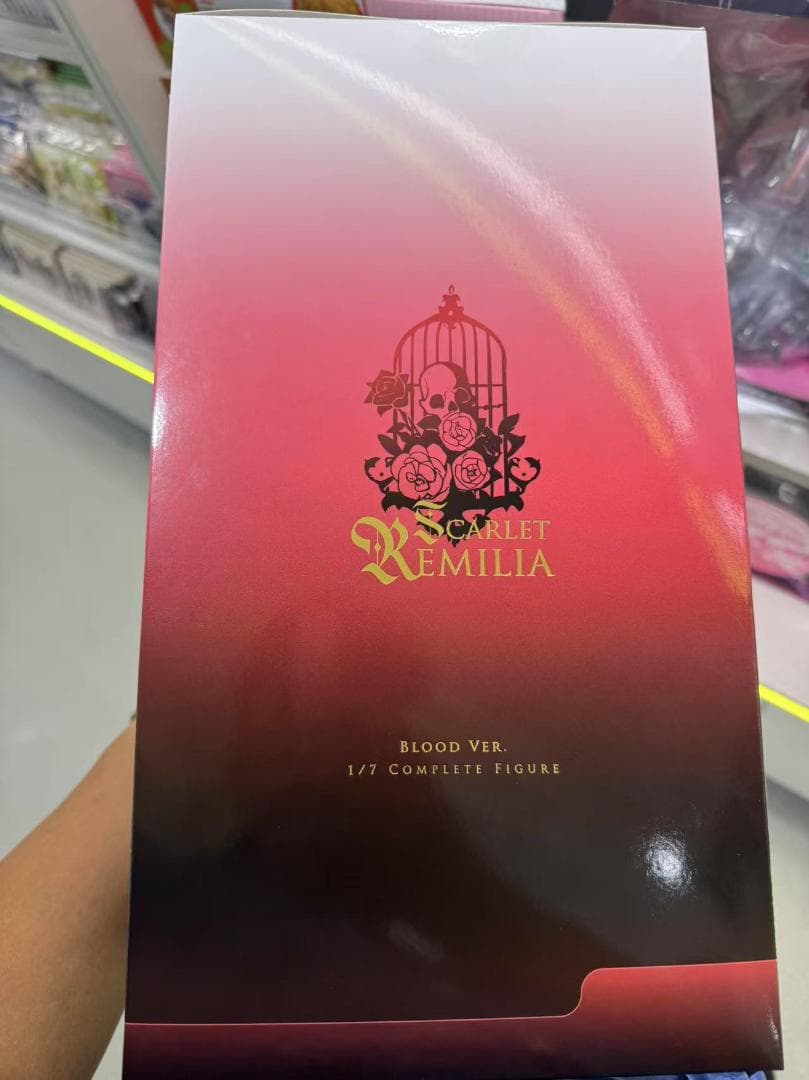 SCARLET
REMILIA
BLOOD VER.
1/7 COMPLETE FIGURE